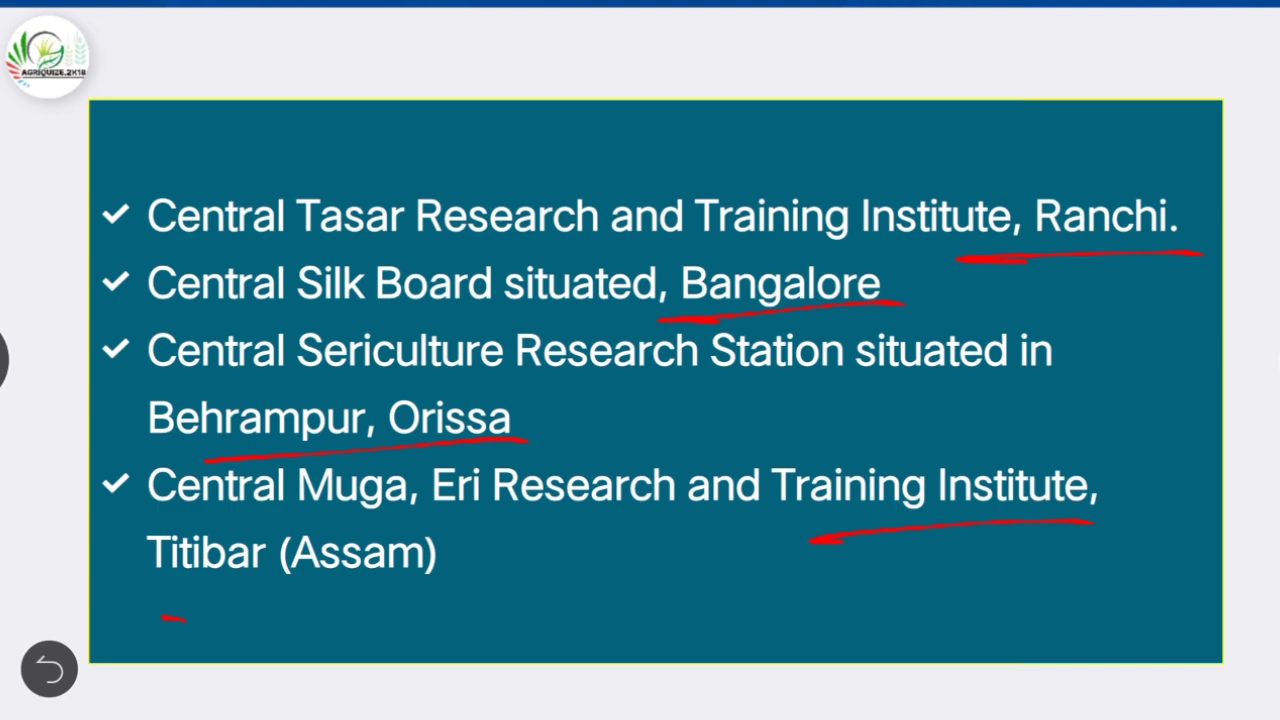 AGRIQUIZE.2K18
Central Tasar Research and Training Institute, Ranchi.
Central Silk Board situated, Bangalore
Central Sericulture Research Station situated in
Behrampur, Orissa
Central Muga, Eri Research and Training Institute,
Titibar (Assam)